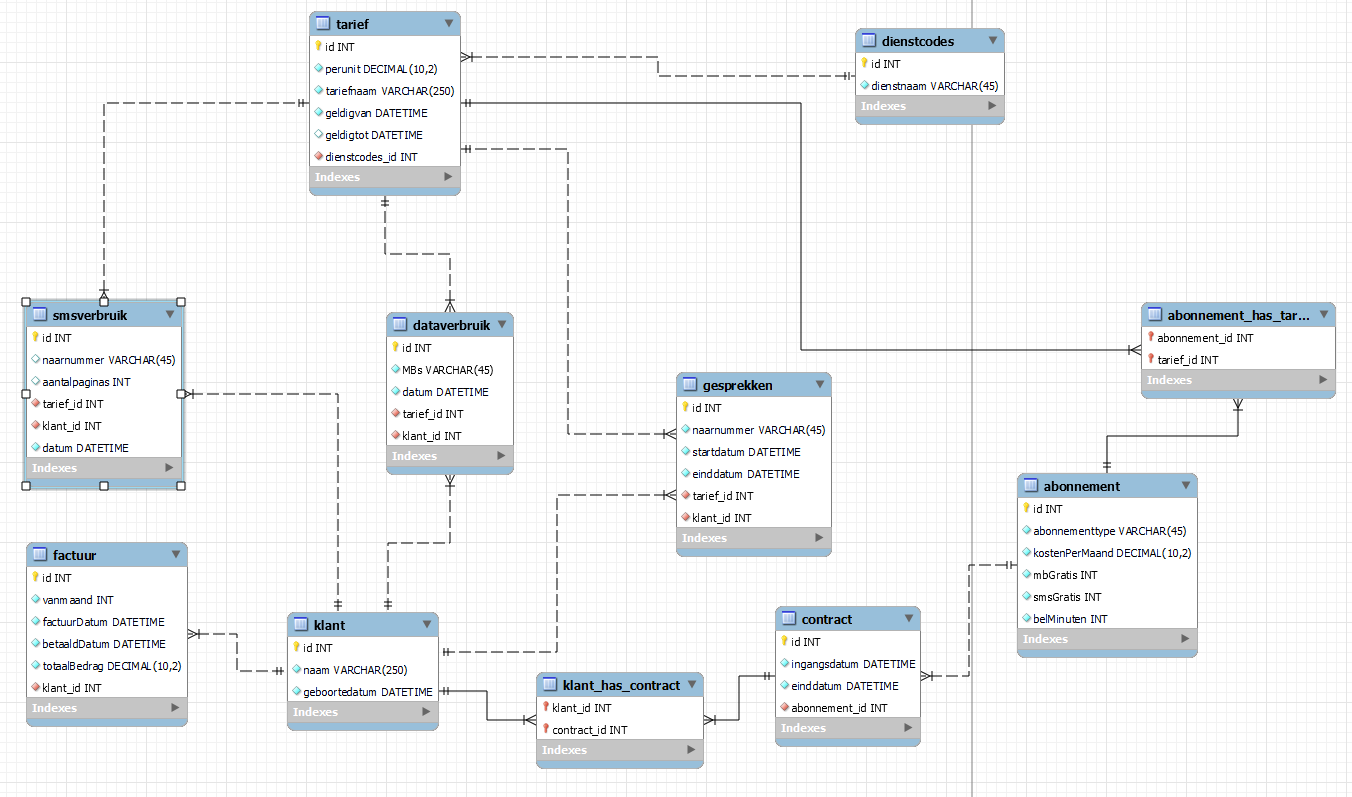 tarief
id INT
perunit DECIMAL(10,2)
tariefnaam VARCHAR(250)
geldigvan DATETIME
geldigtot DATETIME
dienstcodes_id INT
Indexes
dienstcodes
id INT
dienstnaam VARCHAR(45)
Indexes
smsverbruik
id INT
naarnummer VARCHAR(45)
aantalpaginas INT
tarief_id INT
klant_id INT
datum DATETIME
Indexes
dataverbruik
id INT
MBs VARCHAR(45)
datum DATETIME
tarief_id INT
klant_id INT
Indexes
gesprekken
id INT
naarnummer VARCHAR(45)
startdatum DATETIME
einddatum DATETIME
tarief_id INT
klant_id INT
Indexes
abonnement_has_tar...
abonnement_id INT
tarief_id INT
Indexes
abonnement
id INT
abonnementtype VARCHAR(45)
kostenPerMaand DECIMAL(10,2)
mbGratis INT
smsGratis INT
belMinuten INT
Indexes
factuur
id INT
vanmaand INT
factuurDatum DATETIME
betaaldDatum DATETIME
totaalBedrag DECIMAL(10,2)
klant_id INT
Indexes
klant
id INT
naam VARCHAR(250)
geboortedatum DATETIME
Indexes
klant_has_contract
klant_id INT
contract_id INT
Indexes
contract
id INT
ingangsdatum DATETIME
einddatum DATETIME
abonnement_id INT
Indexes